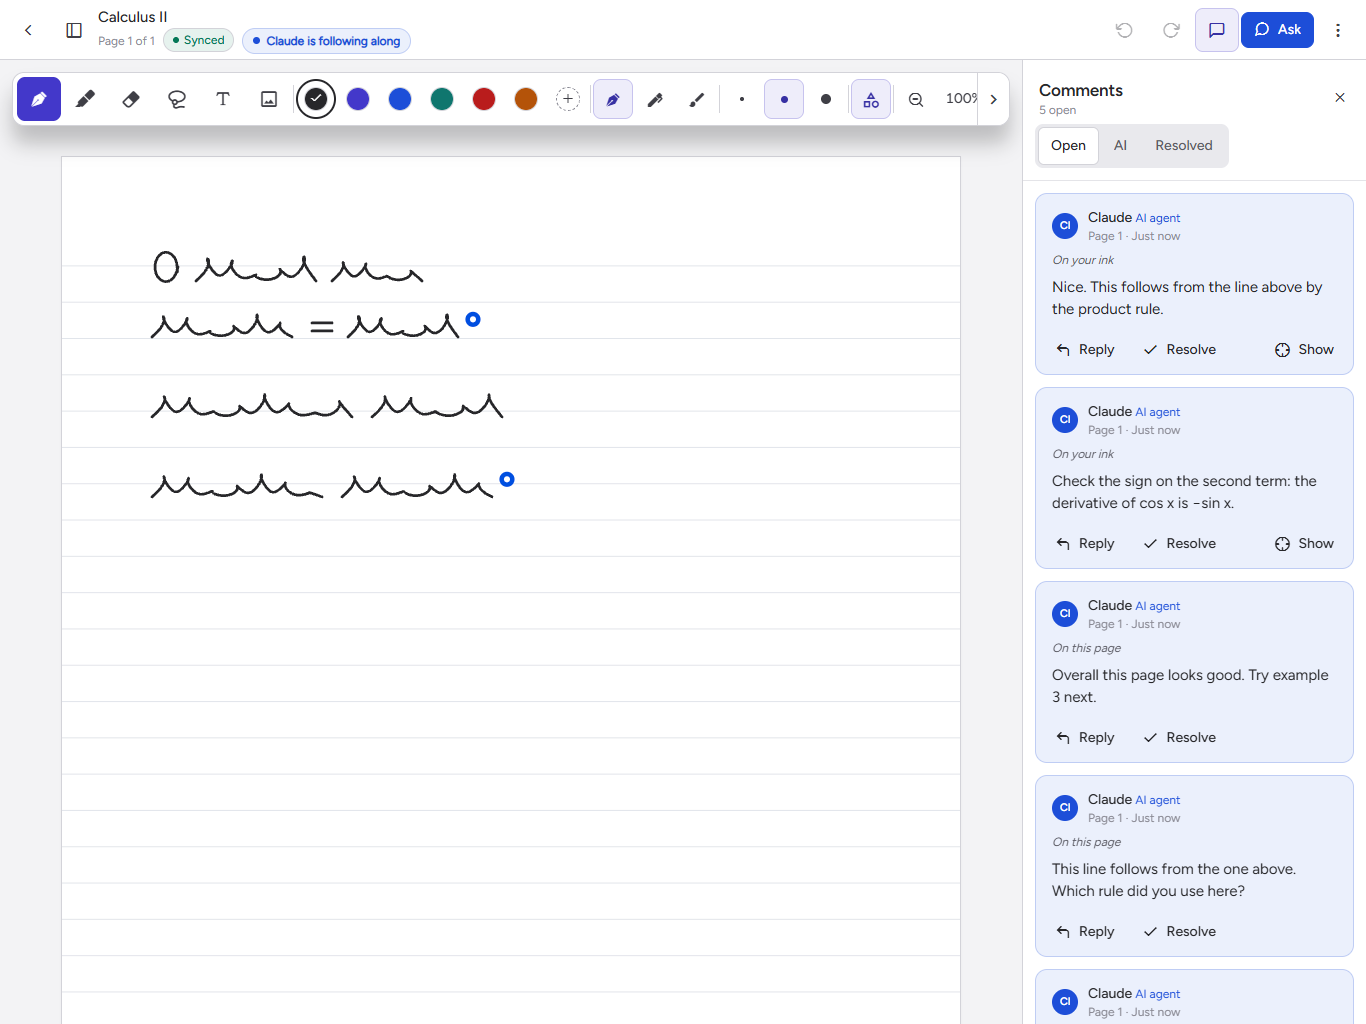 Calculus II
Page 1 of 1 Synced Claude is following along
Ask
T 100%
Comments
5 open
Open AI Resolved
Cl Claude AI agent
Page 1 · Just now
On your ink
Nice. This follows from the line above by
the product rule.
Reply Resolve Show
Cl Claude AI agent
Page 1 · Just now
On your ink
Check the sign on the second term: the
derivative of cos x is −sin x.
Reply Resolve Show
Cl Claude AI agent
Page 1 · Just now
On this page
Overall this page looks good. Try example
3 next.
Reply Resolve
Cl Claude AI agent
Page 1 · Just now
On this page
This line follows from the one above.
Which rule did you use here?
Reply Resolve
Cl Claude AI agent
Page 1 · Just now